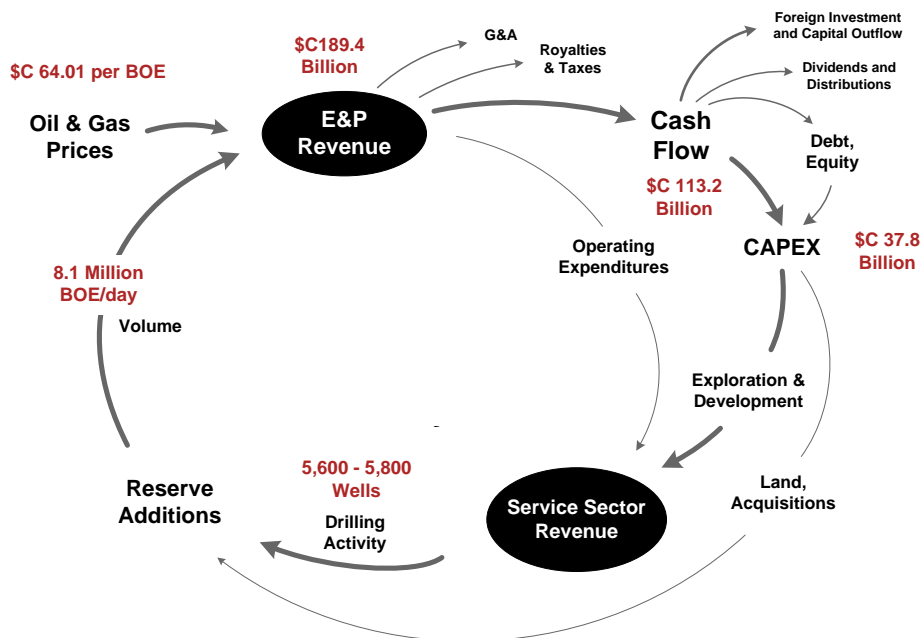 Foreign Investment
and Capital Outflow
G&A
$C189.4
Billion
Royalties
& Taxes
$C 64.01 per BOE
Dividends and
Distributions
Oil & Gas
Prices
E&P
Revenue
Cash
Flow
Debt,
Equity
$C 113.2
Billion
CAPEX
$C 37.8
Billion
Operating
Expenditures
8.1 Million
BOE/day
Volume
Exploration &
Development
5,600 - 5,800
Wells
Drilling
Activity
Reserve
Additions
Service Sector
Revenue
Land,
Acquisitions